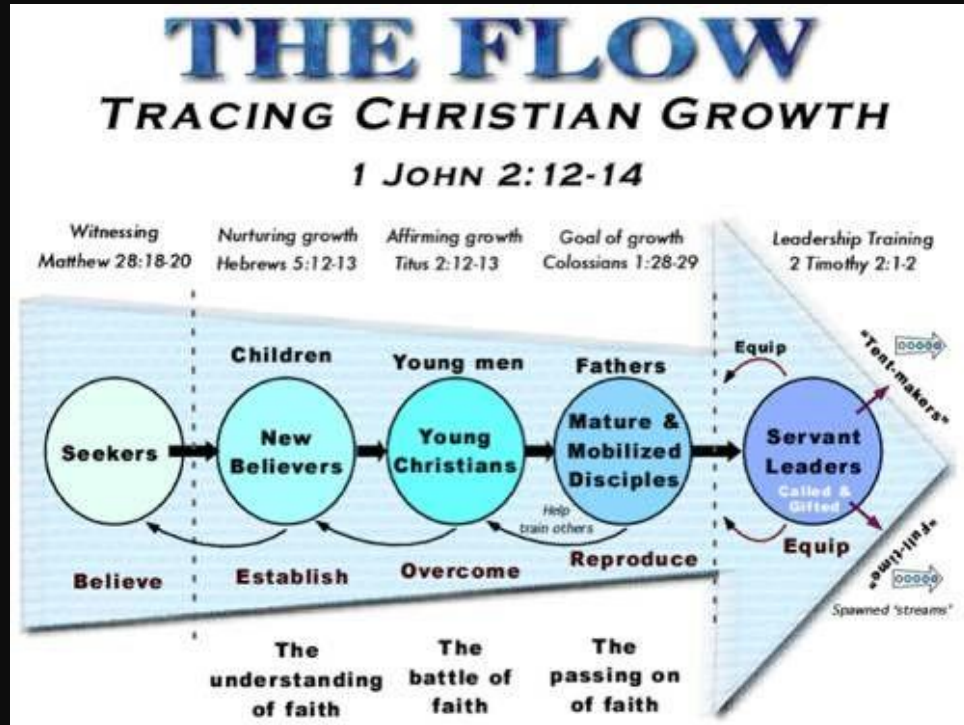 THE FLOW
TRACING CHRISTIAN GROWTH
1 JOHN 2:12-14
Witnessing
Matthew 28:18-20
Nurturing growth
Hebrews 5:12-13
Affirming growth
Titus 2:12-13
Goal of growth
Colossians 1:28-29
Leadership Training
2 Timothy 2:1-2
Children
Young men
Fathers
Equip
"Tent-makers"
Seekers
New
Believers
Young
Christians
Mature &
Mobilized
Disciples
Servant
Leaders
Called &
Gifted
Help
train others
Believe
Establish
Overcome
Reproduce
Equip
"Full-time"
Spawned 'streams'
The
understanding
of faith
The
battle of
faith
The
passing on
of faith